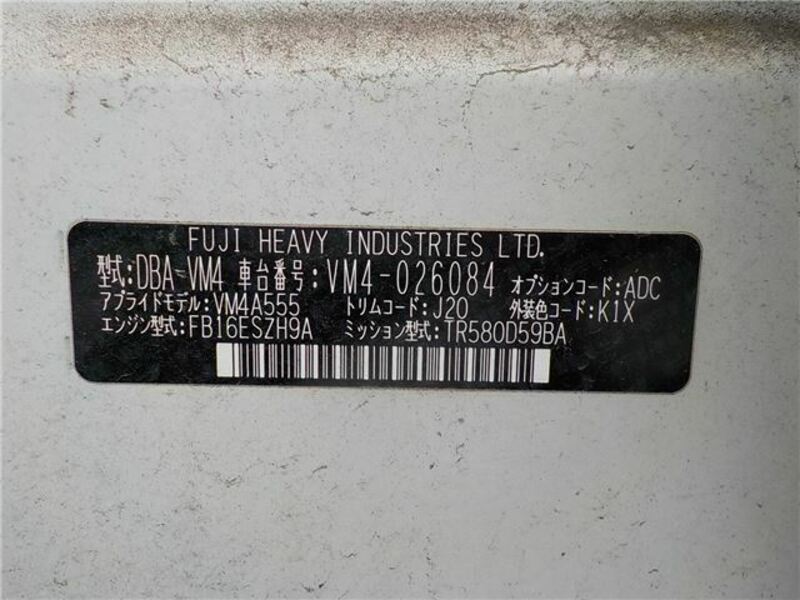 FUJI HEAVY INDUSTRIES LTD.
型式:DBA-VM4 車台番号:VM4-026084 オプションコード:ADC
アプライドモデル:VM4A555 トリムコード:J20 外装色コード:K1X
エンジン型式:FB16ESZH9A ミッション型式:TR580D59BA